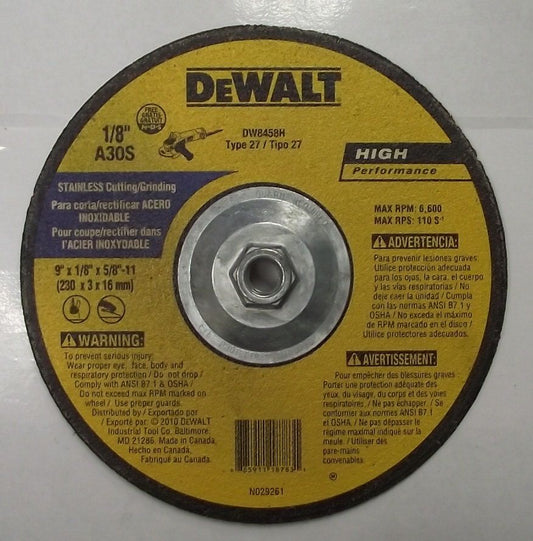 DEWALT
FREE
GRATIS
GRATUIT
1/8"
A30S
DW8458H
Type 27 / Tipo 27
HIGH
Performance
STAINLESS Cutting/Grinding
Para corta/rectificar ACERO
INOXIDABLE
Pour coupe/rectifier dans
l'ACIER INOXYDABLE
9" x 1/8" x 5/8"-11
(230 x 3 x 16 mm)
MAX RPM: 6,600
MAX RPS: 110 S⁻¹
ADVERTENCIA:
Para prevenir lesiones graves:
Utilice protección adecuada
para los ojos, la cara, el cuerpo
y las vías respiratorias / No
deje caer la unidad / Cumpla
con las normas ANSI B7.1 y
OSHA / No exceda el máximo
de RPM marcado en el disco /
Utilice protectores adecuados.
WARNING:
To prevent serious injury:
Wear proper eye, face, body and
respiratory protection / Do not drop /
Comply with ANSI B7.1 & OSHA /
Do not exceed max RPM marked on
wheel / Use proper guards.
Distributed by / Exportado por
/ Exporté par: © 2010 DEWALT
Industrial Tool Co. Baltimore,
MD 21286. Made in Canada,
Hecho en Canada,
Fabriqué au Canada.
AVERTISSEMENT:
Pour empêcher des blessures graves:
Porter une protection adéquate des
yeux, du visage, du corps et des voies
respiratoires / Ne pas échapper / Se
conformer aux normes ANSI B7.1
et OSHA / Ne pas dépasser le
régime maximal indiqué sur la
meule / Utiliser des
pare-mains
convenables.
N029261